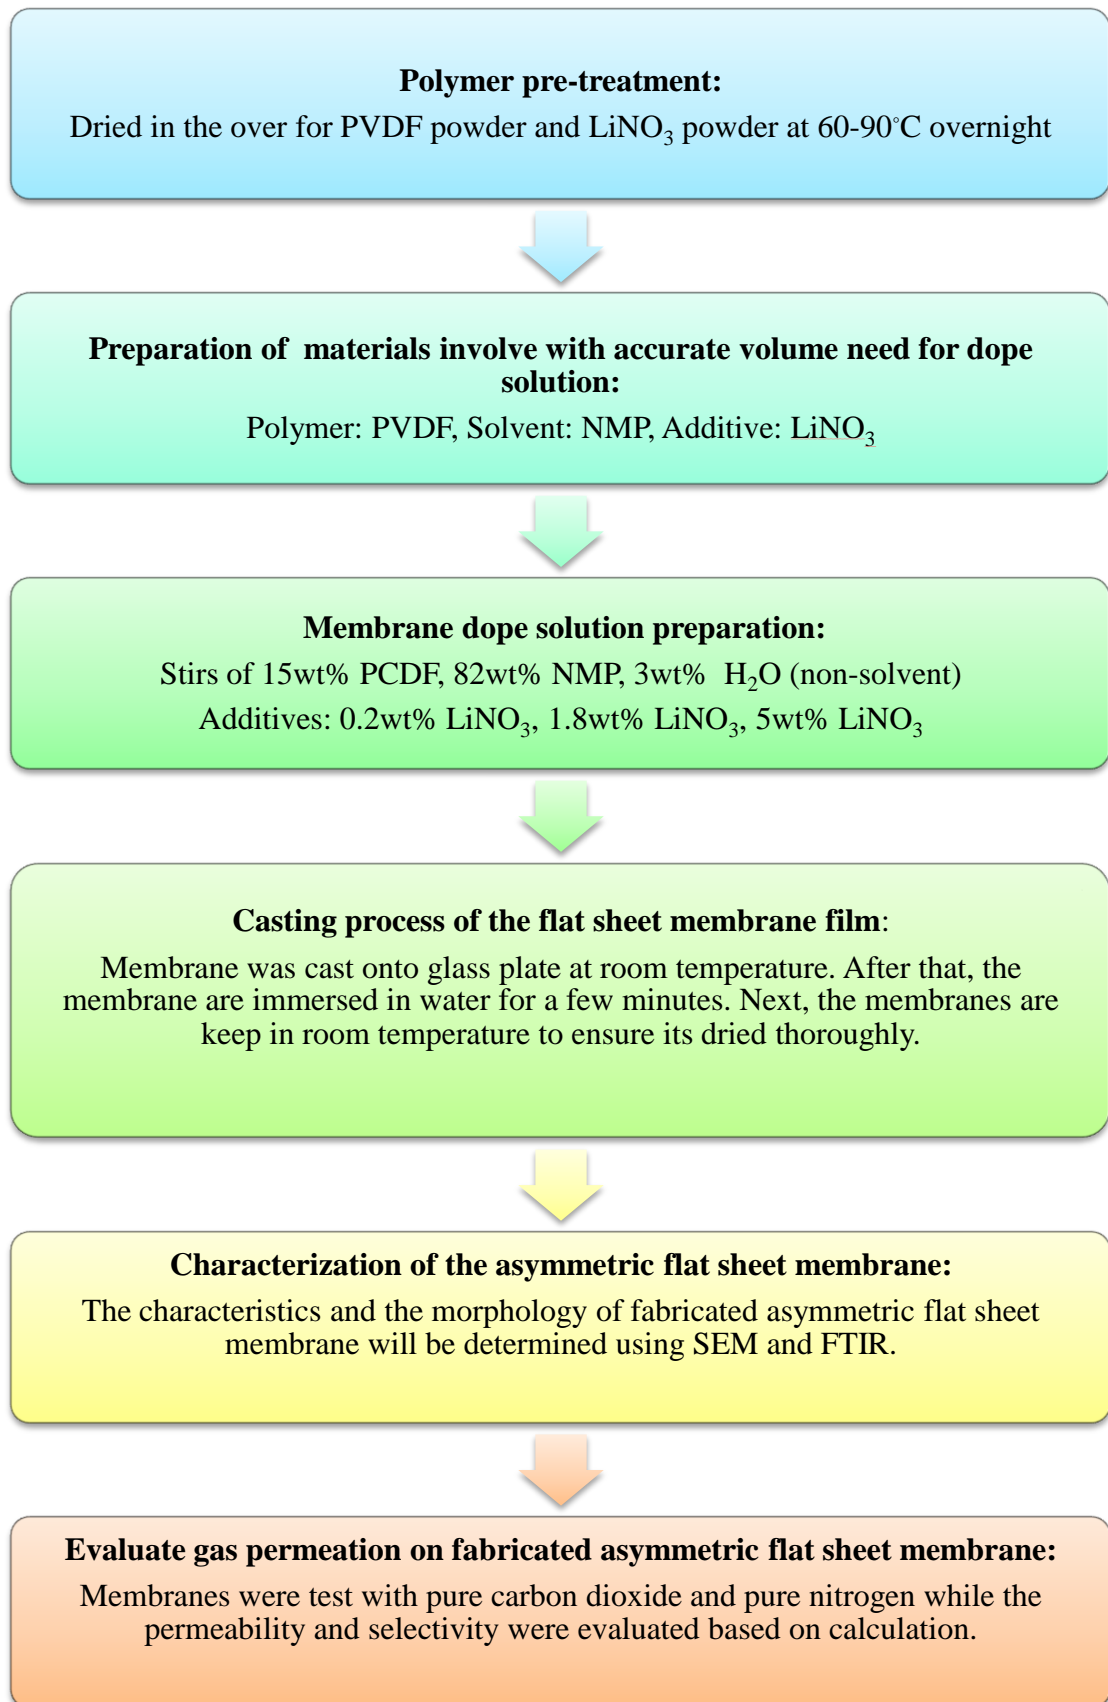 Polymer pre-treatment:
Dried in the over for PVDF powder and LiNO₃ powder at 60-90°C overnight
Preparation of  materials involve with accurate volume need for dope
solution:
Polymer: PVDF, Solvent: NMP, Additive: LiNO₃
Membrane dope solution preparation:
Stirs of 15wt% PCDF, 82wt% NMP, 3wt%  H₂O (non-solvent)
Additives: 0.2wt% LiNO₃, 1.8wt% LiNO₃, 5wt% LiNO₃
Casting process of the flat sheet membrane film:
Membrane was cast onto glass plate at room temperature. After that, the
membrane are immersed in water for a few minutes. Next, the membranes are
keep in room temperature to ensure its dried thoroughly.
Characterization of the asymmetric flat sheet membrane:
The characteristics and the morphology of fabricated asymmetric flat sheet
membrane will be determined using SEM and FTIR.
Evaluate gas permeation on fabricated asymmetric flat sheet membrane:
Membranes were test with pure carbon dioxide and pure nitrogen while the
permeability and selectivity were evaluated based on calculation.